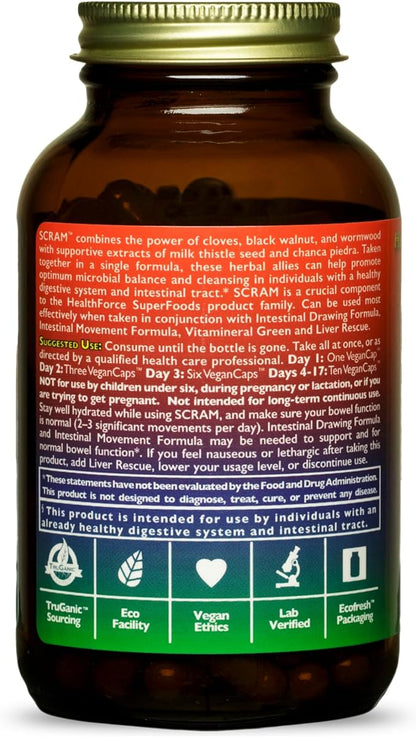 SCRAM™ combines the power of cloves, black walnut, and wormwood
with supportive extracts of milk thistle seed and chanca piedra. Taken
together in a single formula, these herbal allies can help promote
optimum microbial balance and cleansing in individuals with a healthy
digestive system and intestinal tract.* SCRAM is a crucial component
to the HealthForce SuperFoods product family. Can be used most
effectively when taken in conjunction with Intestinal Drawing Formula,
Intestinal Movement Formula, Vitamineral Green and Liver Rescue.
Suggested Use: Consume until the bottle is gone. Take all at once, or as
directed by a qualified health care professional. Day 1: One VeganCap™
Day 2: Three VeganCaps™ Day 3: Six VeganCaps™ Days 4-17: Ten VeganCaps™
NOT for use by children under six, during pregnancy or lactation, or if you
are trying to get pregnant. Not intended for long-term continuous use.
Stay well hydrated while using SCRAM, and make sure your bowel function
is normal (2–3 significant movements per day). Intestinal Drawing Formula
and Intestinal Movement Formula may be needed to support and for
normal bowel function*. If you feel nauseous or lethargic after taking this
product, add Liver Rescue, lower your usage level, or discontinue use.
*These statements have not been evaluated by the Food and Drug Administration.
This product is not designed to diagnose, treat, cure, or prevent any disease.
§ This product is intended for use by individuals with an
already healthy digestive system and intestinal tract.
TruGanic™
TruGanic™ Sourcing
Eco Facility
Vegan Ethics
Lab Verified
Ecofresh™ Packaging